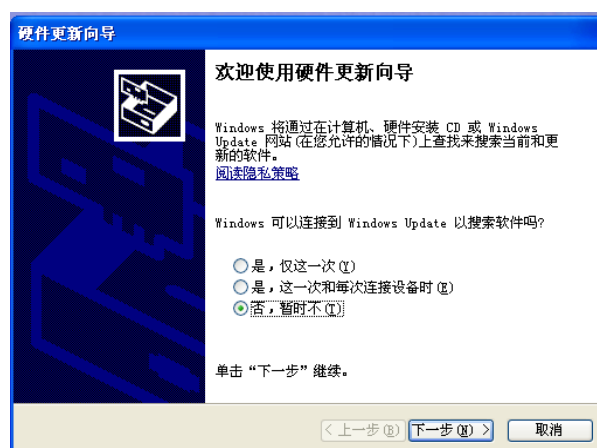 硬件更新向导
欢迎使用硬件更新向导
Windows 将通过在计算机、硬件安装 CD 或 Windows
Update 网站(在您允许的情况下)上查找来搜索当前和更
新的软件。
阅读隐私策略
Windows 可以连接到 Windows Update 以搜索软件吗?
是，仅这一次(Y)
是，这一次和每次连接设备时(E)
否，暂时不(T)
单击“下一步”继续。
< 上一步(B) 下一步(N) > 取消